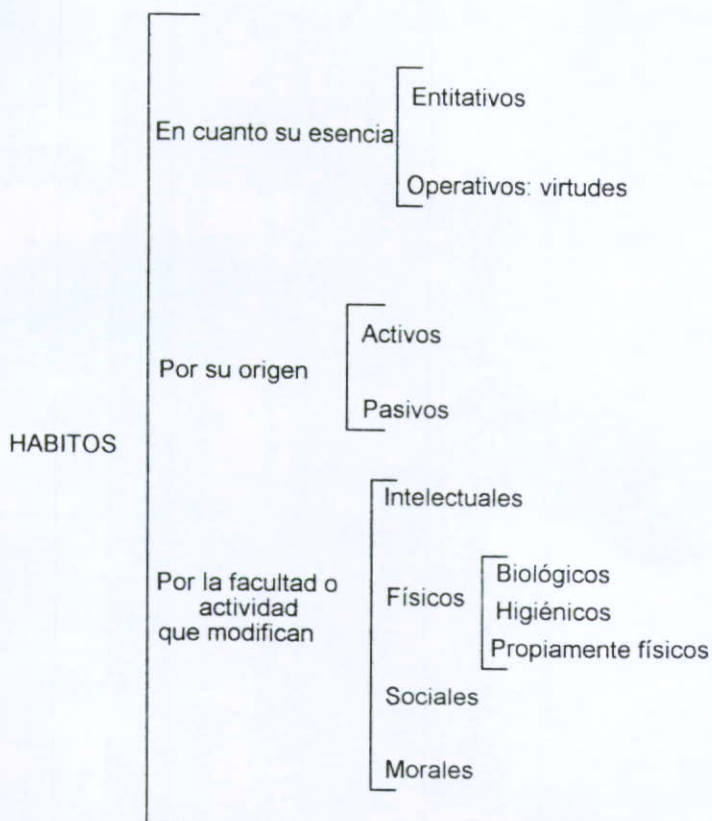 HABITOS
En cuanto su esencia
Entitativos
Operativos: virtudes
Por su origen
Activos
Pasivos
Por la facultad o
actividad
que modifican
Intelectuales
Físicos
Biológicos
Higiénicos
Propiamente físicos
Sociales
Morales